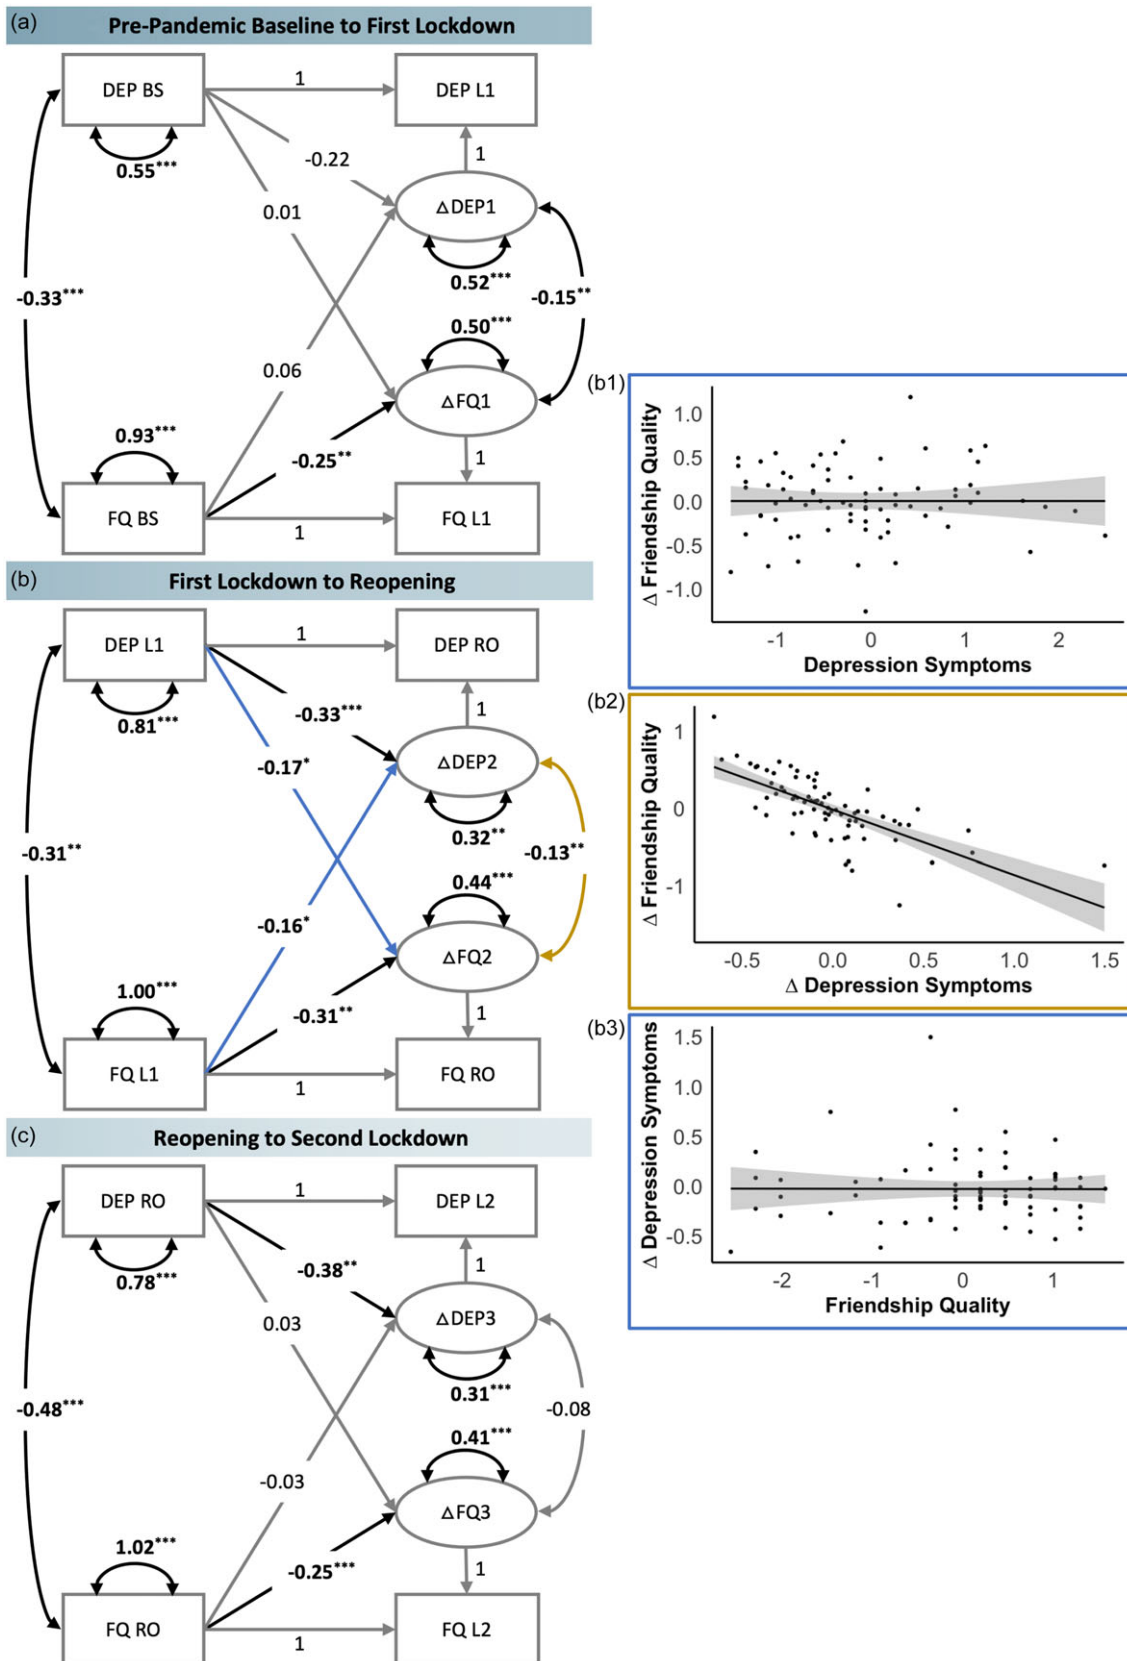 (a)
Pre-Pandemic Baseline to First Lockdown
DEP BS
1
DEP L1
0.55***
-0.22
1
0.01
△DEP1
0.52***
-0.33***
-0.15**
0.50***
0.06
△FQ1
0.93***
-0.25**
1
FQ BS
1
FQ L1
(b)
First Lockdown to Reopening
DEP L1
1
DEP RO
0.81***
-0.33***
1
-0.17*
△DEP2
0.32**
-0.31**
-0.13**
0.44***
-0.16*
△FQ2
1.00***
-0.31**
1
FQ L1
1
FQ RO
(c)
Reopening to Second Lockdown
DEP RO
1
DEP L2
0.78***
-0.38**
1
0.03
△DEP3
0.31***
-0.48***
-0.08
0.41***
-0.03
△FQ3
1.02***
-0.25***
1
FQ RO
1
FQ L2
(b1)
Δ Friendship Quality
1.0
0.5
0.0
-0.5
-1.0
-1
0
1
2
Depression Symptoms
(b2)
Δ Friendship Quality
1
0
-1
-0.5
0.0
0.5
1.0
1.5
Δ Depression Symptoms
(b3)
Δ Depression Symptoms
1.5
1.0
0.5
0.0
-0.5
-2
-1
0
1
Friendship Quality